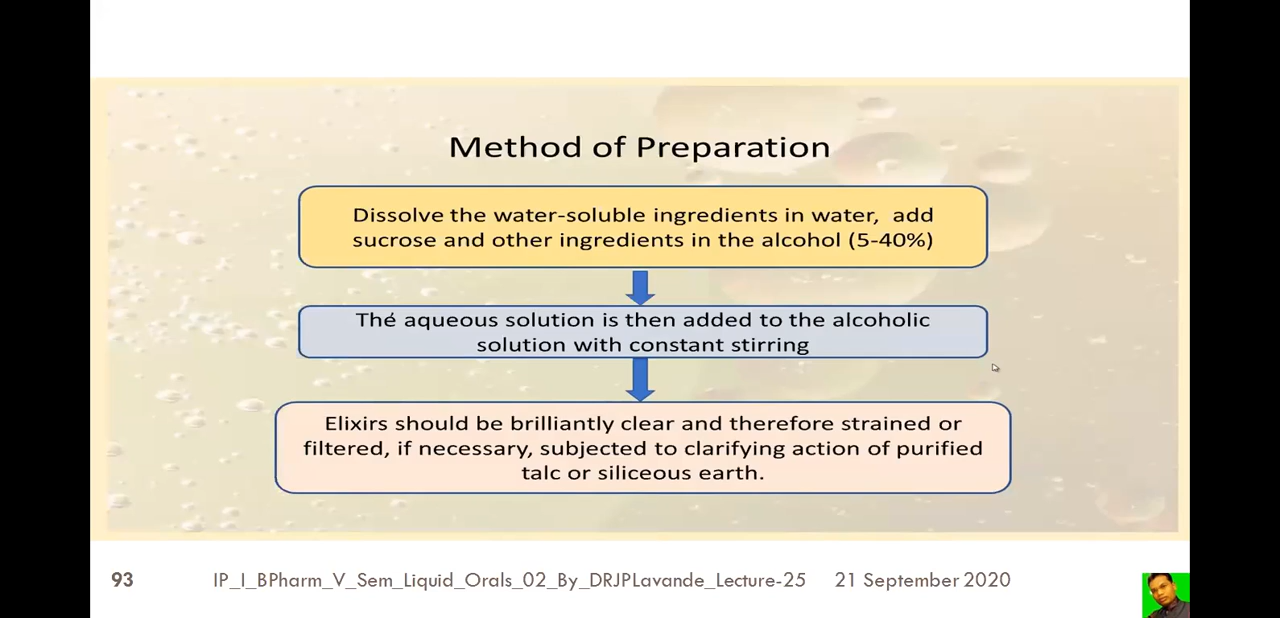 Method of Preparation
Dissolve the water-soluble ingredients in water, add
sucrose and other ingredients in the alcohol (5-40%)
Thé aqueous solution is then added to the alcoholic
solution with constant stirring
Elixirs should be brilliantly clear and therefore strained or
filtered, if necessary, subjected to clarifying action of purified
talc or siliceous earth.
93 IP_I_BPharm_V_Sem_Liquid_Orals_02_By_DRJPLavande_Lecture-25 21 September 2020